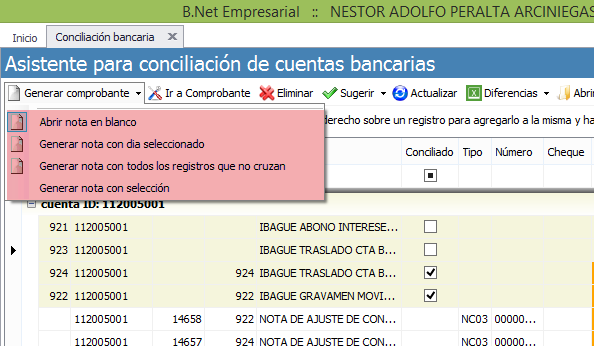 B.Net Empresarial :: NESTOR ADOLFO PERALTA ARCINIEGAS
Inicio Conciliación bancaria
Asistente para conciliación de cuentas bancarias
Generar comprobante Ir a Comprobante Eliminar Sugerir Actualizar Diferencias Abrir
Abrir nota en blanco
derecho sobre un registro para agregarlo a la misma y ha
Generar nota con dia seleccionado
Conciliado Tipo Número Cheque
Generar nota con todos los registros que no cruzan
Generar nota con selección
cuenta ID: 112005001
921 112005001 IBAGUE ABONO INTERESE...
923 112005001 IBAGUE TRASLADO CTA B...
924 112005001 924 IBAGUE TRASLADO CTA B...
922 112005001 922 IBAGUE GRAVAMEN MOVI...
112005001 14658 922 NOTA DE AJUSTE DE CON... NC03 00000...
112005001 14657 924 NOTA DE AJUSTE DE CON... NC03 00000...